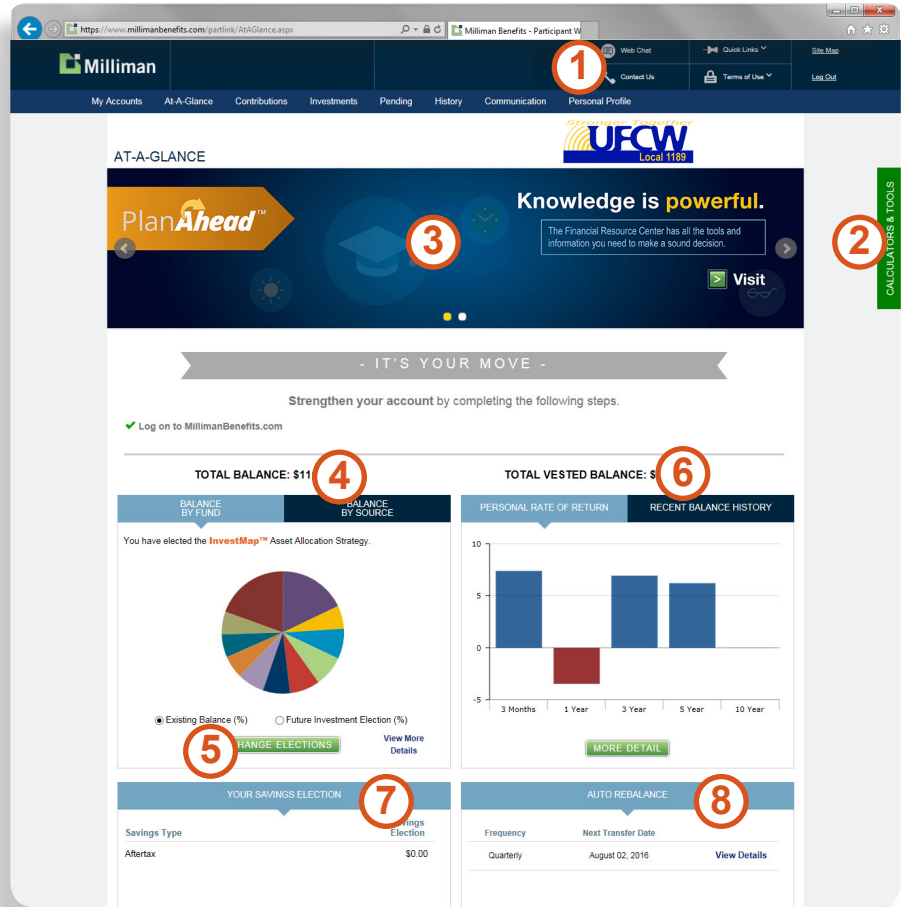 https://www.millimanbenefits.com/partlink/AtAGlance.aspx
Milliman Benefits - Participant W
Milliman
1
Web Chat
Quick Links
Site Map
Contact Us
Terms of Use
Log Out
My Accounts At-A-Glance Contributions Investments Pending History Communication Personal Profile
AT-A-GLANCE
Stronger Together
UFCW
Local 1189
PlanAhead™
3
Knowledge is powerful.
The Financial Resource Center has all the tools and
information you need to make a sound decision.
> Visit
2
CALCULATORS & TOOLS
- IT'S YOUR MOVE -
Strengthen your account by completing the following steps.
✔ Log on to MillimanBenefits.com
TOTAL BALANCE: $11
4
BALANCE
BY FUND
BALANCE
BY SOURCE
You have elected the InvestMap™ Asset Allocation Strategy.
Existing Balance (%) Future Investment Election (%)
5
HANGE ELECTIONS
View More
Details
TOTAL VESTED BALANCE: $
6
PERSONAL RATE OF RETURN RECENT BALANCE HISTORY
10
5
0
-5
3 Months 1 Year 3 Year 5 Year 10 Year
MORE DETAIL
YOUR SAVINGS ELECTION
7
Savings Type
Election
Aftertax $0.00
AUTO REBALANCE
8
Frequency Next Transfer Date
Quarterly August 02, 2016 View Details